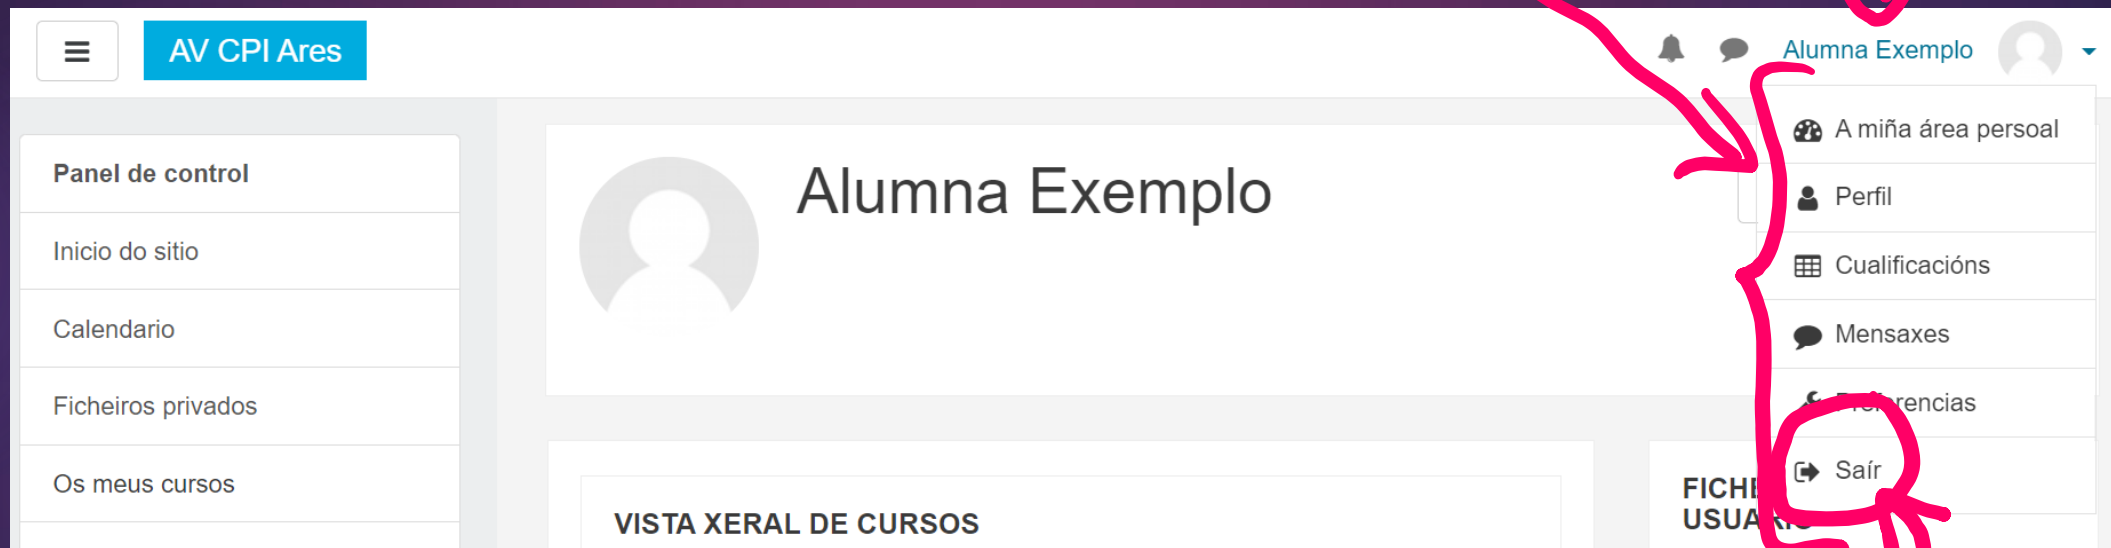 AV CPI Ares
Alumna Exemplo
Panel de control
Inicio do sitio
Calendario
Ficheiros privados
Os meus cursos
Alumna Exemplo
VISTA XERAL DE CURSOS
A miña área persoal
Perfil
Cualificacións
Mensaxes
Preferencias
Saír